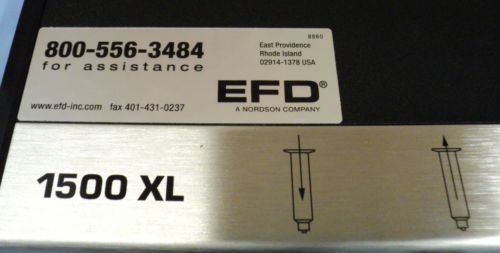 8860
800-556-3484
for assistance
East Providence
Rhode Island
02914-1378 USA
www.efd-inc.com fax 401-431-0237
EFD®
A NORDSON COMPANY
1500 XL